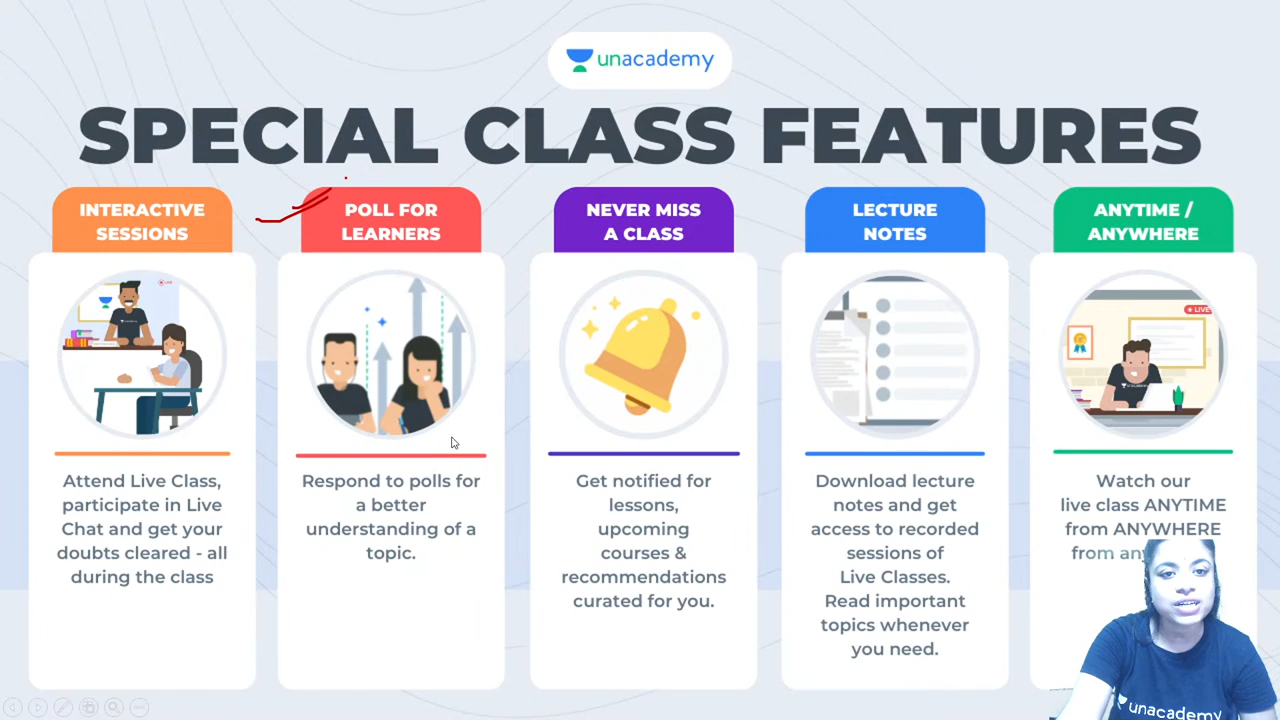 unacademy
SPECIAL CLASS FEATURES
INTERACTIVE
SESSIONS
Attend Live Class,
participate in Live
Chat and get your
doubts cleared - all
during the class
POLL FOR
LEARNERS
Respond to polls for
a better
understanding of a
topic.
NEVER MISS
A CLASS
Get notified for
lessons,
upcoming
courses &
recommendations
curated for you.
LECTURE
NOTES
Download lecture
notes and get
access to recorded
sessions of
Live Classes.
Read important
topics whenever
you need.
ANYTIME /
ANYWHERE
LIVE
Watch our
live class ANYTIME
from ANYWHERE
from
unacademy